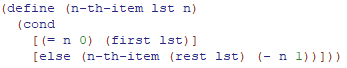 (define (n-th-item lst n)
(cond
[(= n 0) (first lst)]
[else (n-th-item (rest lst) (- n 1))]))